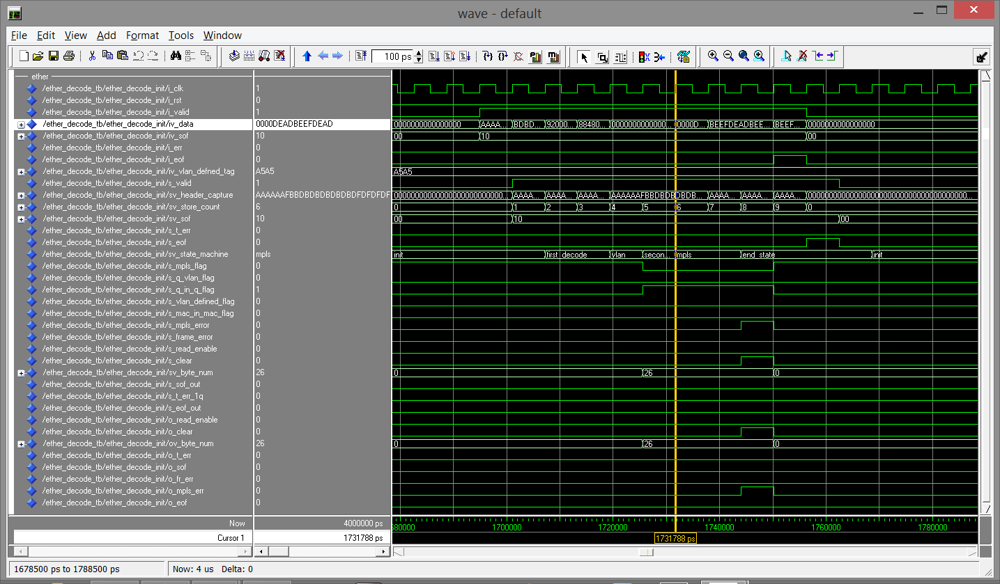 wave - default
File Edit View Add Format Tools Window
100 ps
ether
/ether_decode_tb/ether_decode_init/i_clk 1
/ether_decode_tb/ether_decode_init/i_rst 0
/ether_decode_tb/ether_decode_init/i_valid 1
/ether_decode_tb/ether_decode_init/iv_data 0000DEADBEEFDEAD 0000000000000000 AAAA... BDBD... 92000... 88480... 0000000000000... 0000D... BEEFDEADBEE... BEEF... 0000000000000000
/ether_decode_tb/ether_decode_init/iv_sof 10 00 10 00
/ether_decode_tb/ether_decode_init/i_err 0
/ether_decode_tb/ether_decode_init/i_eof 0
/ether_decode_tb/ether_decode_init/iv_vlan_defned_tag A5A5 A5A5
/ether_decode_tb/ether_decode_init/s_valid 1
/ether_decode_tb/ether_decode_init/sv_header_capture AAAAAAFBBDBDBDBDBDBDFDFDFDF AAAA... AAAA... AAAA... AAAAAAFBBDBDBDBDB... AAAA... AAAA... AAAA...
/ether_decode_tb/ether_decode_init/sv_store_count 6 0 1 2 3 4 5 6 7 8 9 0
/ether_decode_tb/ether_decode_init/sv_sof 10 00 10 00
/ether_decode_tb/ether_decode_init/s_t_err 0
/ether_decode_tb/ether_decode_init/s_eof 0
/ether_decode_tb/ether_decode_init/sv_state_machine mpls init first_decode vlan secon... mpls end_state init
/ether_decode_tb/ether_decode_init/s_mpls_flag 0
/ether_decode_tb/ether_decode_init/s_q_vlan_flag 0
/ether_decode_tb/ether_decode_init/s_q_in_q_flag 1
/ether_decode_tb/ether_decode_init/s_vlan_defined_flag 0
/ether_decode_tb/ether_decode_init/s_mac_in_mac_flag 0
/ether_decode_tb/ether_decode_init/s_mpls_error 0
/ether_decode_tb/ether_decode_init/s_frame_error 0
/ether_decode_tb/ether_decode_init/s_read_enable 0
/ether_decode_tb/ether_decode_init/s_clear 0
/ether_decode_tb/ether_decode_init/sv_byte_num 26 0 26 0
/ether_decode_tb/ether_decode_init/s_sof_out 0
/ether_decode_tb/ether_decode_init/s_t_err_1q 0
/ether_decode_tb/ether_decode_init/s_eof_out 0
/ether_decode_tb/ether_decode_init/o_read_enable 0
/ether_decode_tb/ether_decode_init/o_clear 0
/ether_decode_tb/ether_decode_init/ov_byte_num 26 0 26 0
/ether_decode_tb/ether_decode_init/o_t_err 0
/ether_decode_tb/ether_decode_init/o_sof 0
/ether_decode_tb/ether_decode_init/o_fr_err 0
/ether_decode_tb/ether_decode_init/o_mpls_err 0
/ether_decode_tb/ether_decode_init/o_eof 0
Now 4000000 ps 80000 1700000 1720000 1740000 1760000 1780000
Cursor 1 1731788 ps 1731788 ps
1678500 ps to 1788500 ps Now: 4 us Delta: 0